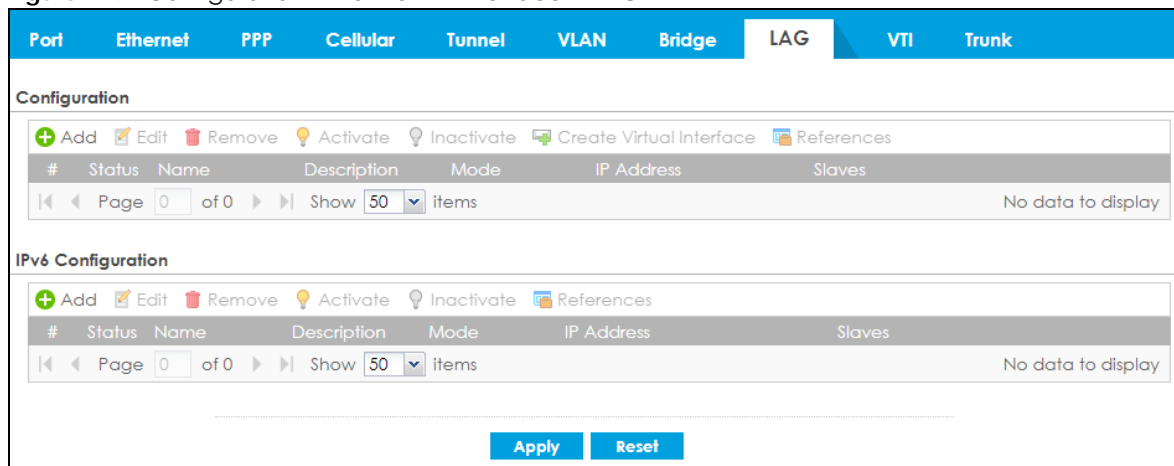 Port Ethernet PPP Cellular Tunnel VLAN Bridge LAG VTI Trunk
Configuration
Add Edit Remove Activate Inactivate Create Virtual Interface References
# Status Name Description Mode IP Address Slaves
Page 0 of 0 Show 50 items No data to display
IPv6 Configuration
Add Edit Remove Activate Inactivate References
# Status Name Description Mode IP Address Slaves
Page 0 of 0 Show 50 items No data to display
Apply Reset